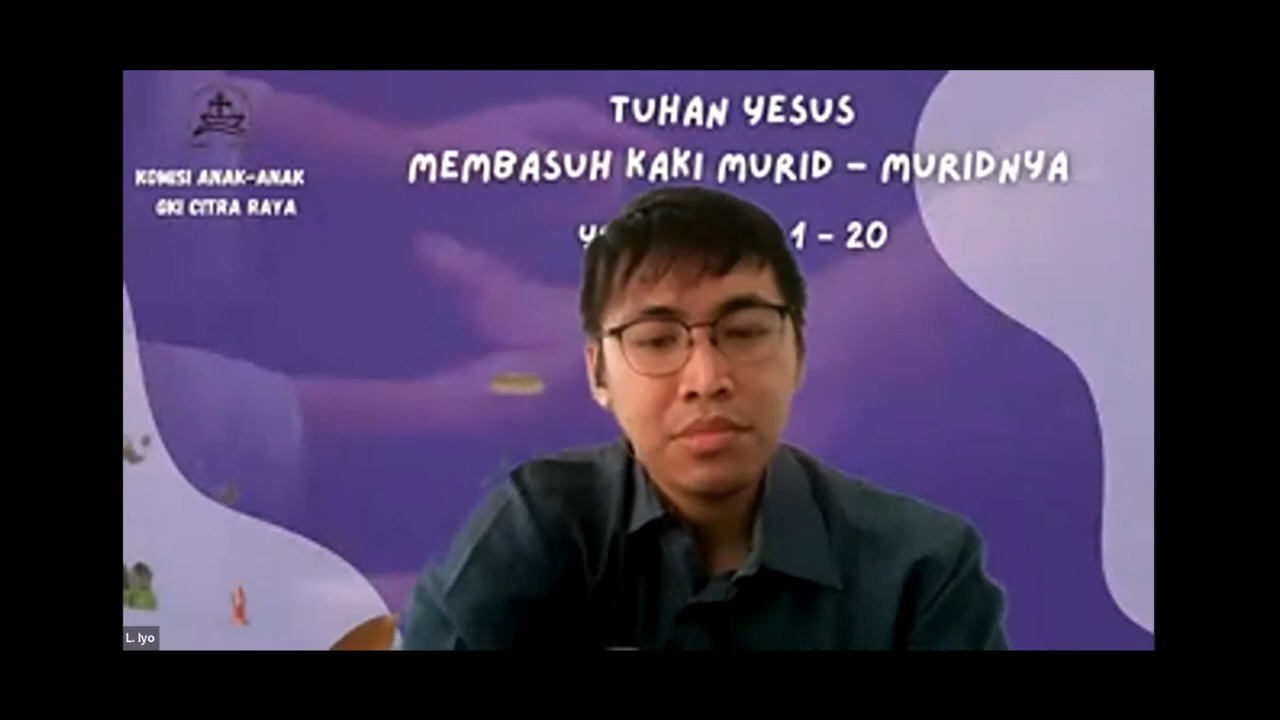 TUHAN YESUS
MEMBASUH KAKI MURID - MURIDNYA
1 - 20
KOMISI ANAK-ANAK
GKI CITRA RAYA
L. Iyo